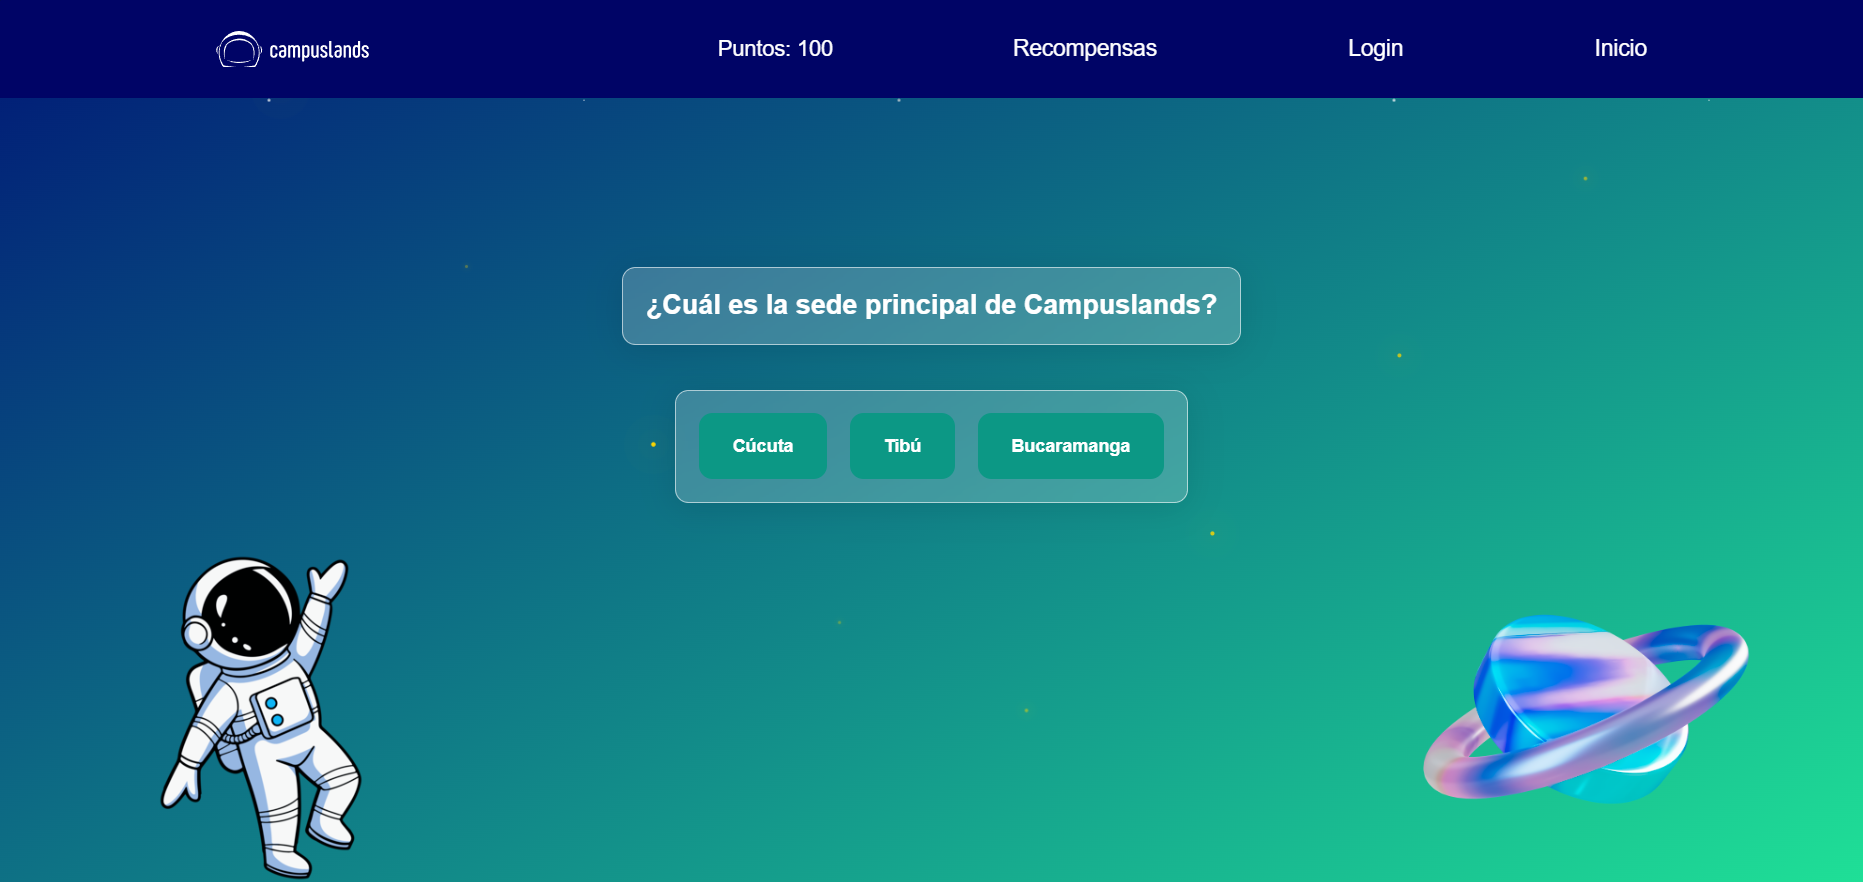 campuslands
Puntos: 100
Recompensas
Login
Inicio
¿Cuál es la sede principal de Campuslands?
Cúcuta
Tibú
Bucaramanga